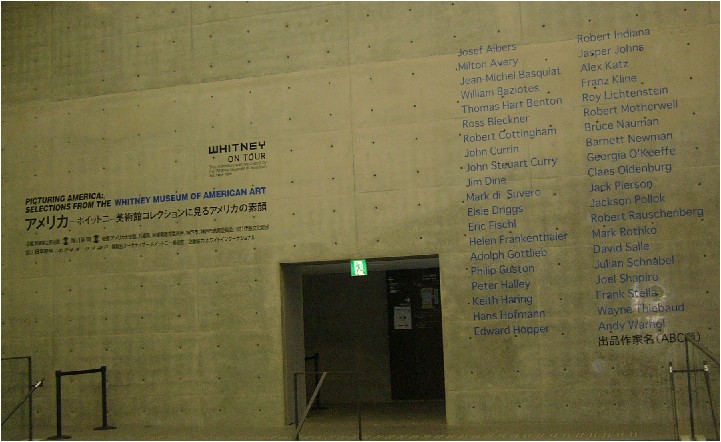 WHITNEY
ON TOUR
PICTURING AMERICA:
SELECTIONS FROM THE WHITNEY MUSEUM OF AMERICAN ART
アメリカ―ホイットニー美術館コレクションに見るアメリカの素顔
Josef Albers
Milton Avery
Jean-Michel Basquiat
William Baziotes
Thomas Hart Benton
Ross Bleckner
Robert Cottingham
John Currin
John Steuart Curry
Jim Dine
Mark di Suvero
Elsie Driggs
Eric Fischl
Helen Frankenthaler
Adolph Gottlieb
Philip Guston
Peter Halley
Keith Haring
Hans Hofmann
Edward Hopper
Robert Indiana
Jasper Johns
Alex Katz
Franz Kline
Roy Lichtenstein
Robert Motherwell
Bruce Nauman
Barnett Newman
Georgia O'Keeffe
Claes Oldenburg
Jack Pierson
Jackson Pollock
Robert Rauschenberg
Mark Rothko
David Salle
Julian Schnabel
Joel Shapiro
Frank Stella
Wayne Thiebaud
Andy Warhol
出品作家名(ABC順)